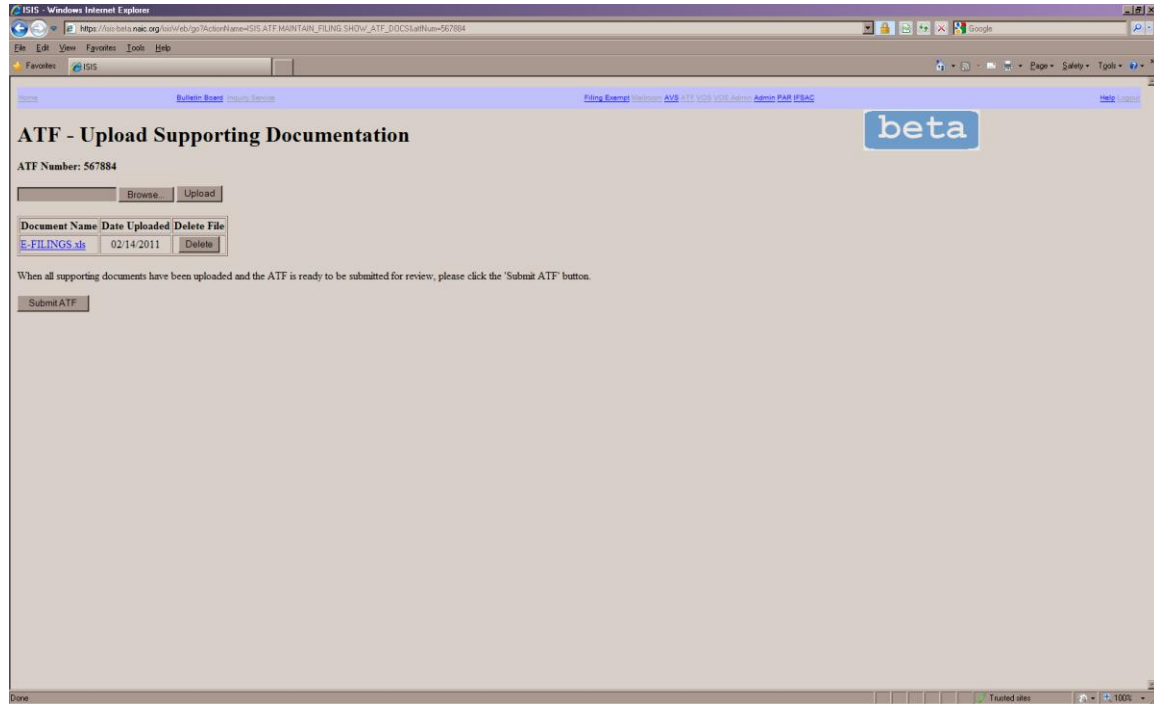 ISIS - Windows Internet Explorer
https://isis-beta.naic.org/isisWeb/go?ActionName=ISIS.ATF.MAINTAIN_FILING.SHOW_ATF_DOCS&atfNum=567884
Google
File Edit View Favorites Tools Help
Favorites ISIS
Page Safety Tools
Home Bulletin Board Inquiry Service Filing Exempt Mailroom AVS ATF VOS VOS Admin Admin PAR IFSAC Help Logout
beta
ATF - Upload Supporting Documentation
ATF Number: 567884
Browse... Upload
Document Name Date Uploaded Delete File
E-FILINGS.xls 02/14/2011 Delete
When all supporting documents have been uploaded and the ATF is ready to be submitted for review, please click the 'Submit ATF' button.
Submit ATF
Done Trusted sites 100%